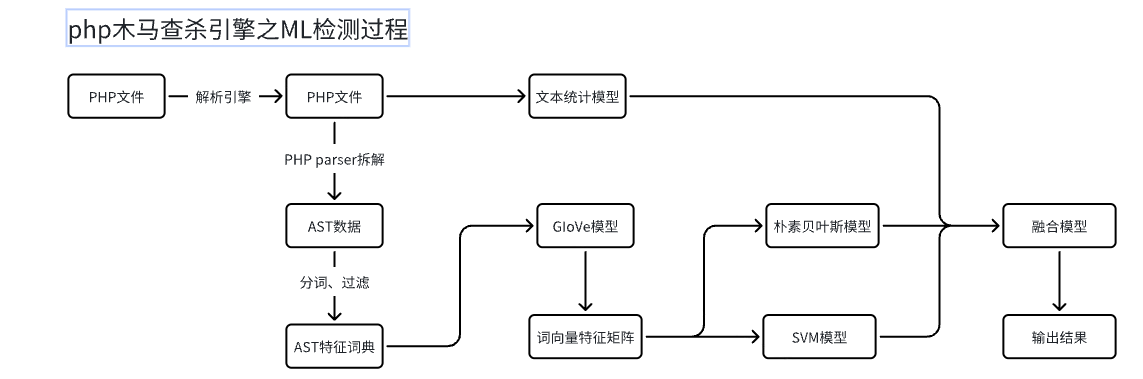 php木马查杀引擎之ML检测过程
PHP文件
解析引擎
PHP文件
文本统计模型
PHP parser拆解
AST数据
GloVe模型
朴素贝叶斯模型
融合模型
分词、过滤
AST特征词典
词向量特征矩阵
SVM模型
输出结果